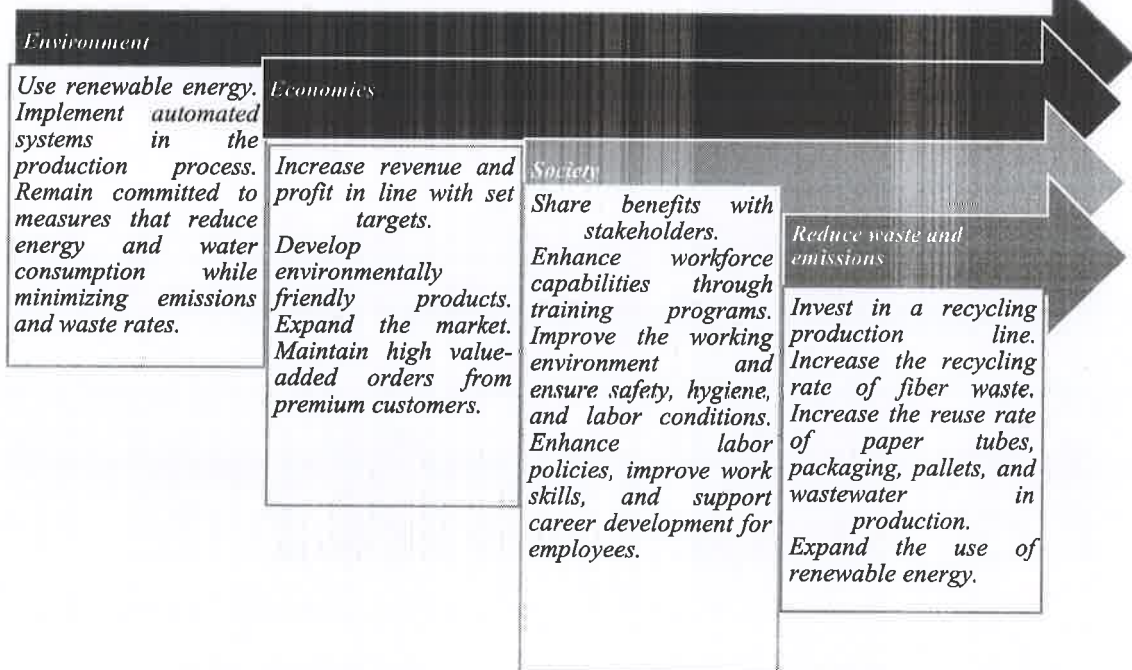 Environment
Use renewable energy.
Implement automated
systems in the
production process.
Remain committed to
measures that reduce
energy and water
consumption while
minimizing emissions
and waste rates.
Economics
Increase revenue and
profit in line with set
targets.
Develop
environmentally
friendly products.
Expand the market.
Maintain high value-
added orders from
premium customers.
Society
Share benefits with
stakeholders.
Enhance workforce
capabilities through
training programs.
Improve the working
environment and
ensure safety, hygiene,
and labor conditions.
Enhance labor
policies, improve work
skills, and support
career development for
employees.
Reduce waste and
emissions
Invest in a recycling
production line.
Increase the recycling
rate of fiber waste.
Increase the reuse rate
of paper tubes,
packaging, pallets, and
wastewater in
production.
Expand the use of
renewable energy.